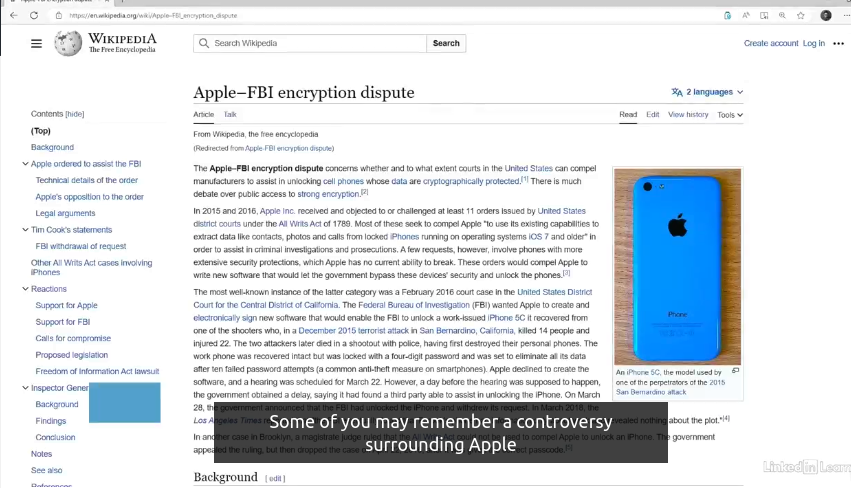 https://en.wikipedia.org/wiki/Apple-FBI_encryption_dispute
WIKIPEDIA
The Free Encyclopedia
Search Wikipedia
Search
Create account Log in
Apple–FBI encryption dispute
2 languages
Article Talk
Read Edit View history Tools
From Wikipedia, the free encyclopedia
(Redirected from Apple-FBI encryption dispute)
Contents [hide]
(Top)
Background
Apple ordered to assist the FBI
Technical details of the order
Apple's opposition to the order
Legal arguments
Tim Cook's statements
FBI withdrawal of request
Other All Writs Act cases involving
iPhones
Reactions
Support for Apple
Support for FBI
Calls for compromise
Proposed legislation
Freedom of Information Act lawsuit
Inspector Gener
Background
Findings
Conclusion
Notes
See also
References
The Apple–FBI encryption dispute concerns whether and to what extent courts in the United States can compel
manufacturers to assist in unlocking cell phones whose data are cryptographically protected.[1] There is much
debate over public access to strong encryption.[2]
In 2015 and 2016, Apple Inc. received and objected to or challenged at least 11 orders issued by United States
district courts under the All Writs Act of 1789. Most of these seek to compel Apple "to use its existing capabilities to
extract data like contacts, photos and calls from locked iPhones running on operating systems iOS 7 and older" in
order to assist in criminal investigations and prosecutions. A few requests, however, involve phones with more
extensive security protections, which Apple has no current ability to break. These orders would compel Apple to
write new software that would let the government bypass these devices' security and unlock the phones.[3]
The most well-known instance of the latter category was a February 2016 court case in the United States District
Court for the Central District of California. The Federal Bureau of Investigation (FBI) wanted Apple to create and
electronically sign new software that would enable the FBI to unlock a work-issued iPhone 5C it recovered from
one of the shooters who, in a December 2015 terrorist attack in San Bernardino, California, killed 14 people and
injured 22. The two attackers later died in a shootout with police, having first destroyed their personal phones. The
work phone was recovered intact but was locked with a four-digit password and was set to eliminate all its data
after ten failed password attempts (a common anti-theft measure on smartphones). Apple declined to create the
software, and a hearing was scheduled for March 22. However, a day before the hearing was supposed to happen,
the government obtained a delay, saying it had found a third party able to assist in unlocking the iPhone. On March
28, the government announced that the FBI had unlocked the iPhone and withdrew its request. In March 2018, the
Los Angeles Times revealed nothing about the plot."[4]
In another case in Brooklyn, a magistrate judge ruled that the All Writs Act could not be used to compel Apple to unlock an iPhone. The government
appealed the ruling, but then dropped the case passcode.[5]
iPhone
An iPhone 5C, the model used by
one of the perpetrators of the 2015
San Bernardino attack
Some of you may remember a controversy
surrounding Apple
Background [ edit ]
LinkedIn Learn